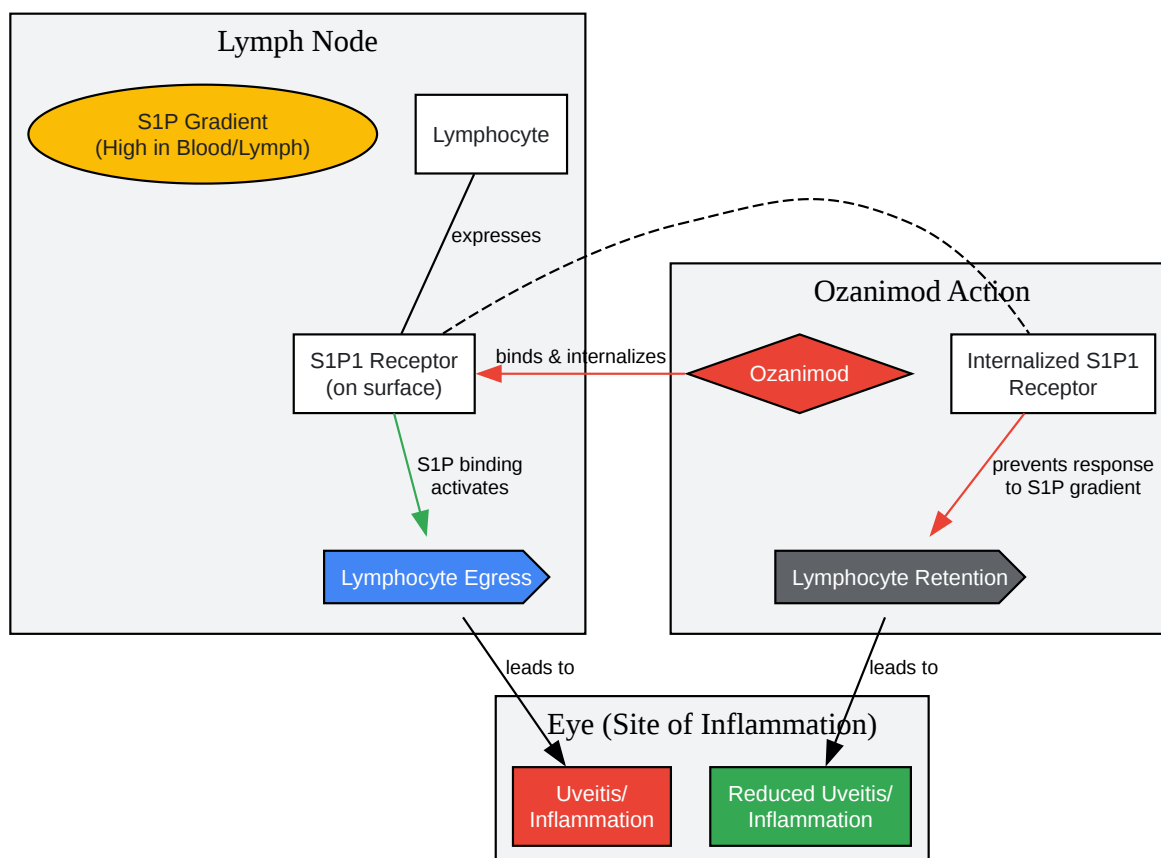 Lymph Node
S1P Gradient
(High in Blood/Lymph)
Lymphocyte
expresses
S1P1 Receptor
(on surface)
S1P binding
activates
Lymphocyte Egress
leads to
Ozanimod Action
binds & internalizes
Ozanimod
Internalized S1P1
Receptor
prevents response
to S1P gradient
Lymphocyte Retention
leads to
Eye (Site of Inflammation)
Uveitis/
Inflammation
Reduced Uveitis/
Inflammation